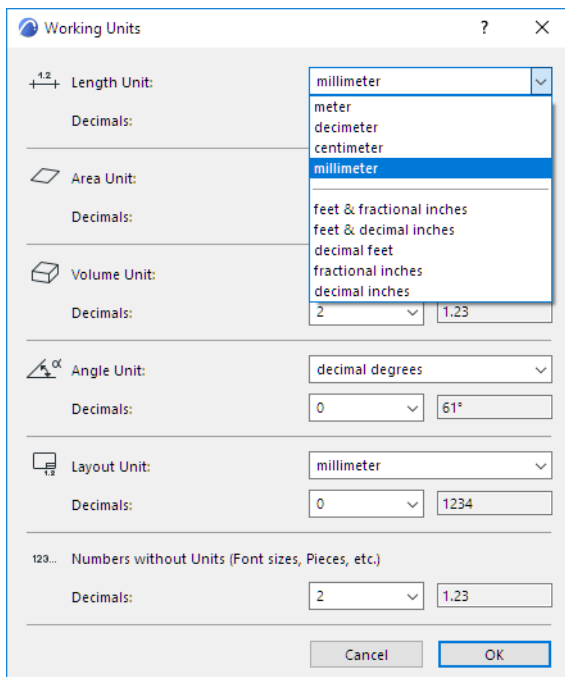 Working Units ?
1.2 Length Unit: millimeter
meter
Decimals: decimeter
centimeter
millimeter
Area Unit:
feet & fractional inches
Decimals: feet & decimal inches
decimal feet
Volume Unit: fractional inches
decimal inches
Decimals: 2 1.23
α Angle Unit: decimal degrees
Decimals: 0 61°
1.2 Layout Unit: millimeter
Decimals: 0 1234
123... Numbers without Units (Font sizes, Pieces, etc.)
Decimals: 2 1.23
Cancel OK